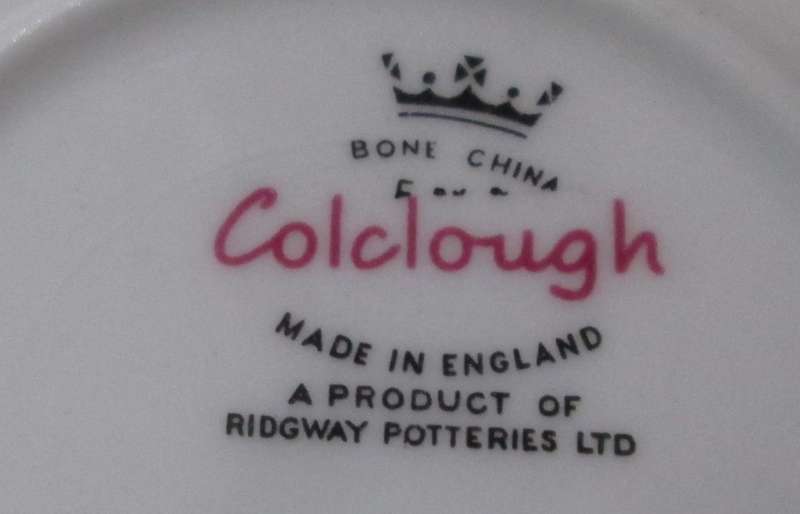 BONE CHINA
Colclough
MADE IN ENGLAND
A PRODUCT OF
RIDGWAY POTTERIES LTD